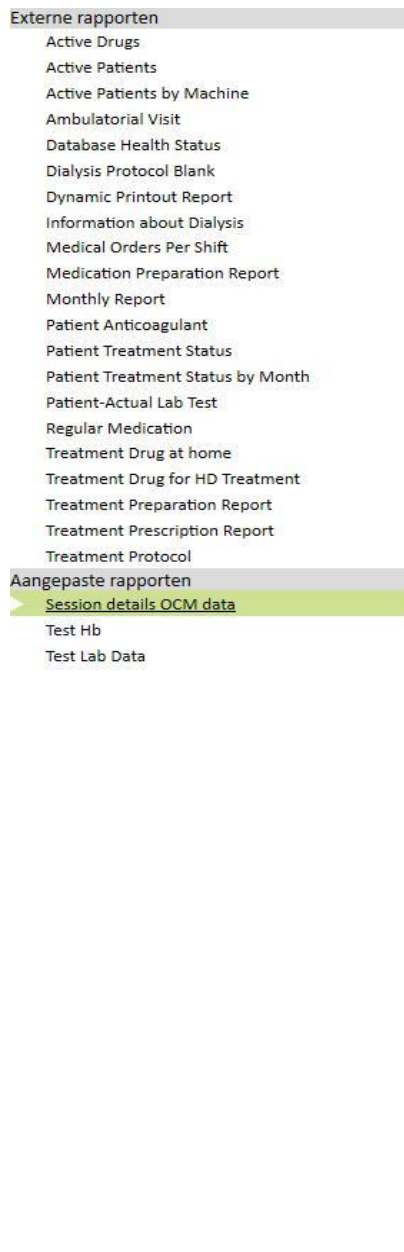 Externe rapporten
Active Drugs
Active Patients
Active Patients by Machine
Ambulatorial Visit
Database Health Status
Dialysis Protocol Blank
Dynamic Printout Report
Information about Dialysis
Medical Orders Per Shift
Medication Preparation Report
Monthly Report
Patient Anticoagulant
Patient Treatment Status
Patient Treatment Status by Month
Patient-Actual Lab Test
Regular Medication
Treatment Drug at home
Treatment Drug for HD Treatment
Treatment Preparation Report
Treatment Prescription Report
Treatment Protocol
Aangepaste rapporten
Session details OCM data
Test Hb
Test Lab Data